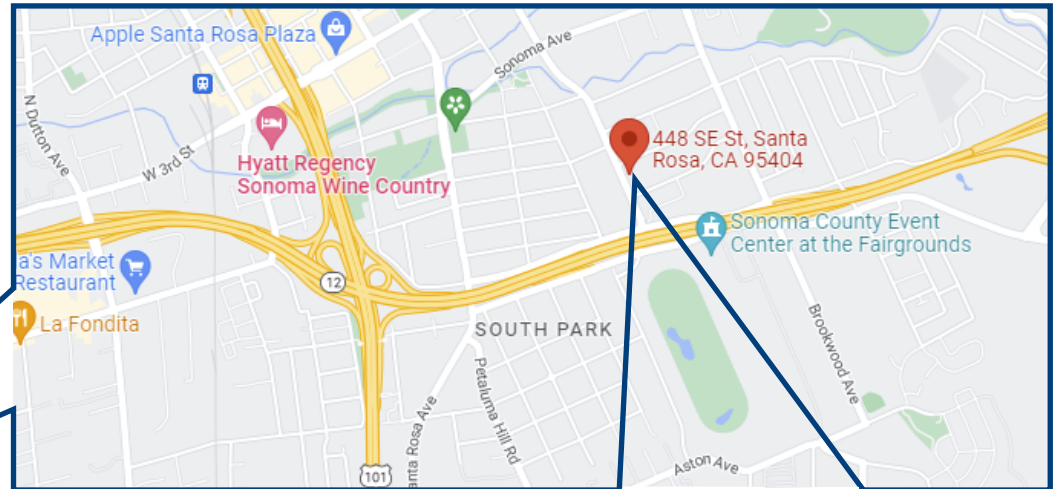 Apple Santa Rosa Plaza
Sonoma Ave
N Dutton Ave
W 3rd St
Hyatt Regency
Sonoma Wine Country
448 SE St, Santa
Rosa, CA 95404
Sonoma County Event
Center at the Fairgrounds
a's Market
Restaurant
12
La Fondita
SOUTH PARK
Brookwood Ave
Petaluma Hill Rd
anta Rosa Ave
Aston Ave
101